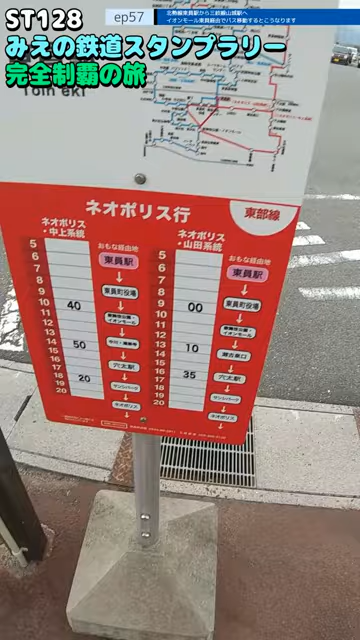 ST128
みえの鉄道スタンプラリー
完全制覇の旅
ep57
北勢線東員駅から三岐線山城駅へ
イオンモール東員経由でバス移動するとこうなります
Toin eki
ネオポリス行
東部線
ネオポリス
・中上系統
おもな経由地
5
6
7
8
9
10 40
11
12
13
14 50
15
16
17
18 20
19
20
東員駅
↓
東員町役場
↓
↓
↓
穴太駅
↓
サンシパーク
↓
ネオポリス
ネオポリス
・山田系統
おもな経由地
5
6
7
8
9
10 00
11
12
13
14 10
15
16
17 35
18
19
20
東員駅
↓
東員町役場
↓
イオンモール
↓
↓
穴太駅
↓
サンシパーク
↓
ネオポリス